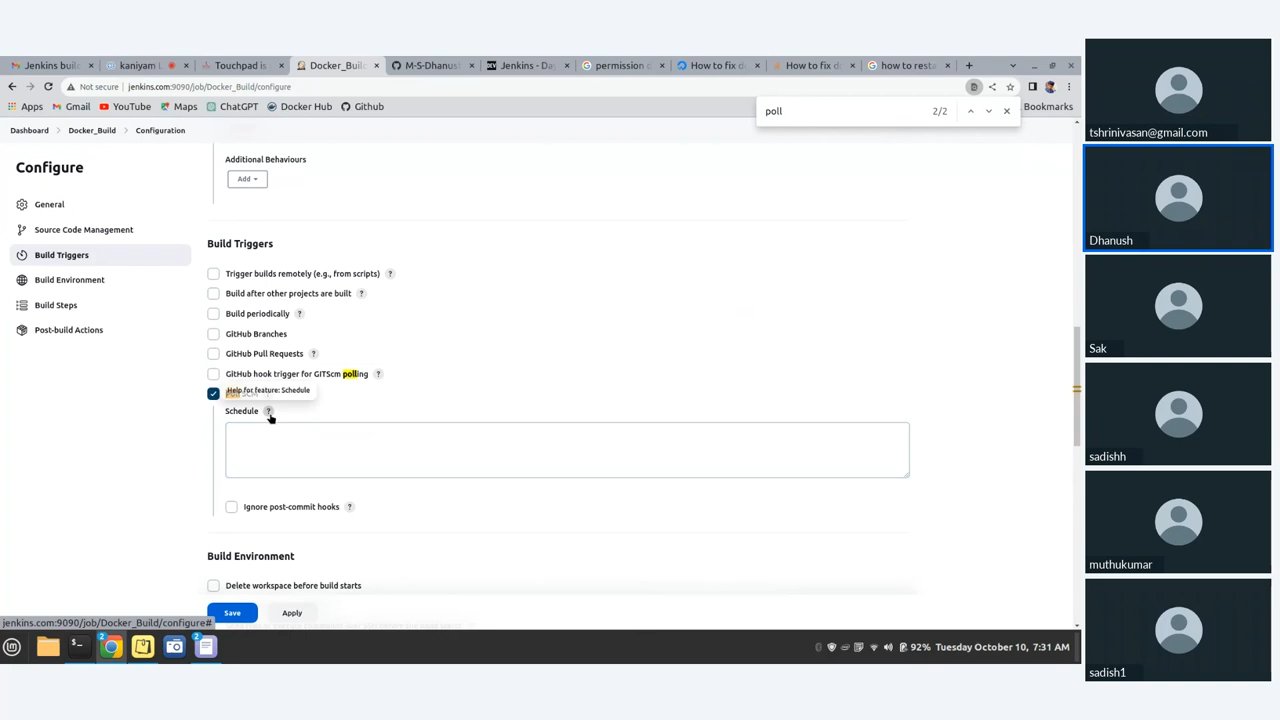 Jenkins buil
kaniyam L
Touchpad is
Docker_Buil
M-S-Dhanush
Jenkins - Da
permission d
How to fix d
How to fix d
how to resta
Not secure jenkins.com:9090/job/Docker_Build/configure
Apps Gmail YouTube Maps ChatGPT Docker Hub Github Bookmarks
poll 2/2
Dashboard Docker_Build Configuration
Configure
General
Source Code Management
Build Triggers
Build Environment
Build Steps
Post-build Actions
Additional Behaviours
Add
Build Triggers
Trigger builds remotely (e.g., from scripts) ?
Build after other projects are built ?
Build periodically ?
GitHub Branches
GitHub Pull Requests ?
GitHub hook trigger for GITScm polling ?
Help for feature: Schedule
Schedule ?
Ignore post-commit hooks ?
Build Environment
Delete workspace before build starts
Save Apply
jenkins.com:9090/job/Docker_Build/configure#
92% Tuesday October 10, 7:31 AM
tshrinivasan@gmail.com
Dhanush
Sak
sadishh
muthukumar
sadish1